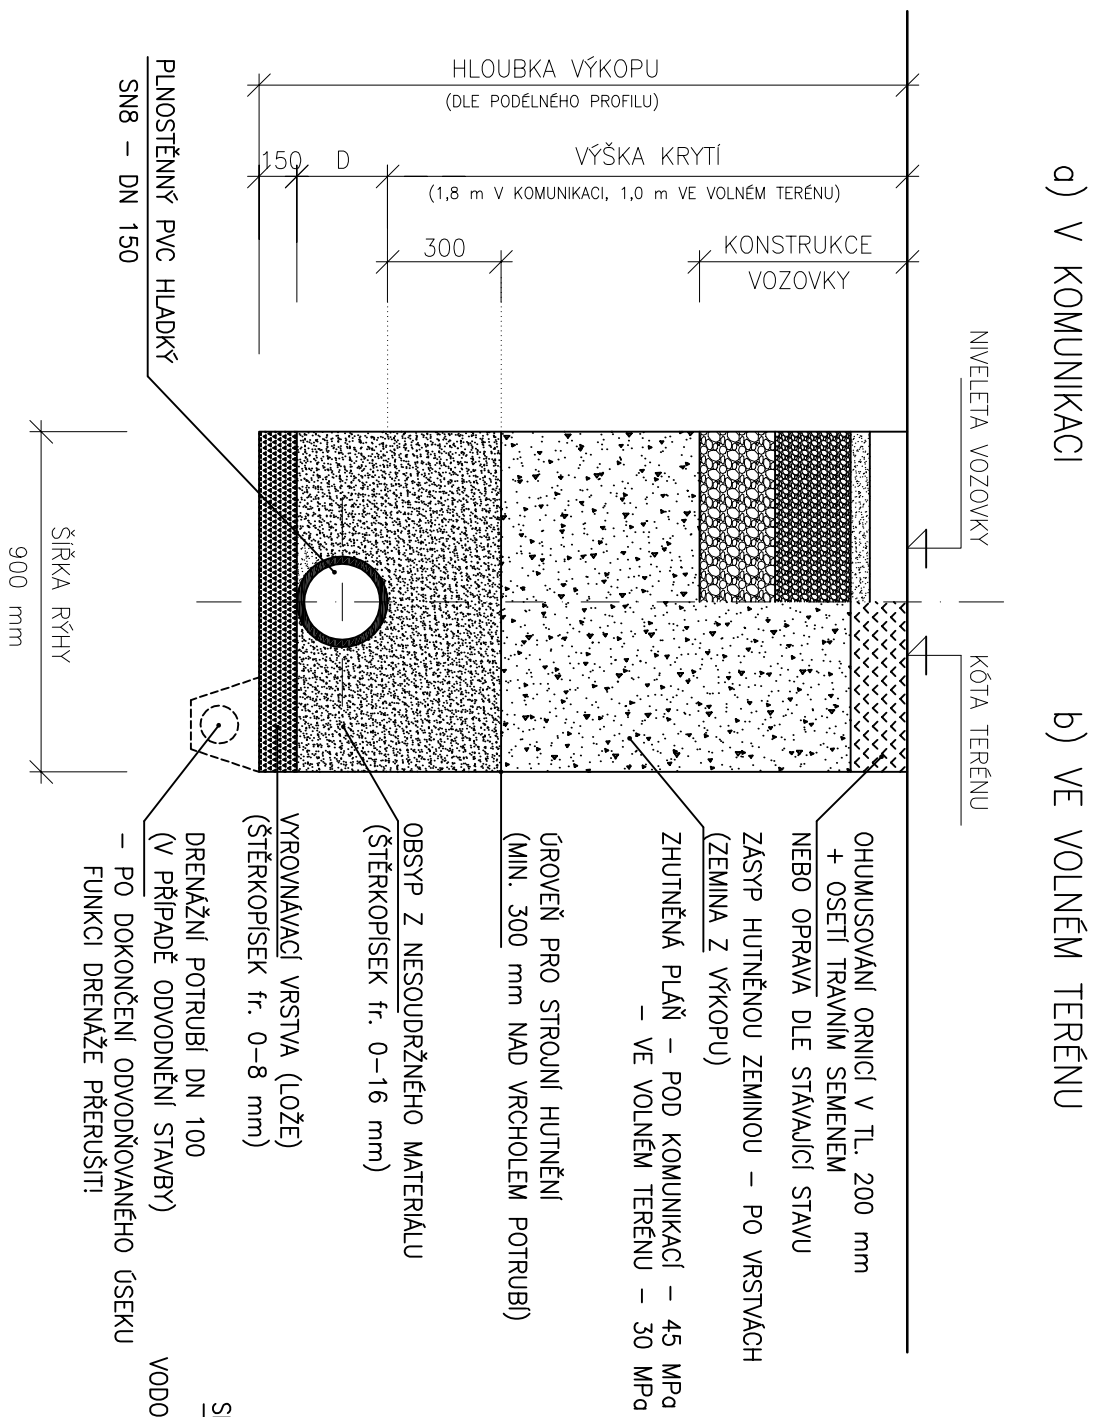 a) V KOMUNIKACI
b) VE VOLNÉM TERÉNU
NIVELETA VOZOVKY
KÓTA TERÉNU
HLOUBKA VÝKOPU
(DLE PODÉLNÉHO PROFILU)
150
D
VÝŠKA KRYTÍ
(1,8 m V KOMUNIKACI, 1,0 m VE VOLNÉM TERÉNU)
300
KONSTRUKCE
VOZOVKY
PLNOSTĚNNÝ PVC HLADKÝ
SN8 – DN 150
ŠÍŘKA RÝHY
900 mm
OHUMUSOVÁNÍ ORNICÍ V TL. 200 mm
+ OSETÍ TRAVNÍM SEMENEM
NEBO OPRAVA DLE STÁVAJÍCÍ STAVU
ZÁSYP HUTNĚNOU ZEMINOU – PO VRSTVÁCH
(ZEMINA Z VÝKOPU)
ZHUTNĚNÁ PLÁŇ – POD KOMUNIKACÍ – 45 MPa
– VE VOLNÉM TERÉNU – 30 MPa
ÚROVEŇ PRO STROJNÍ HUTNĚNÍ
(MIN. 300 mm NAD VRCHOLEM POTRUBÍ)
OBSYP Z NESOUDRŽNÉHO MATERIÁLU
(ŠTĚRKOPÍSEK fr. 0–16 mm)
VYROVNÁVACÍ VRSTVA (LOŽE)
(ŠTĚRKOPÍSEK fr. 0–8 mm)
DRENÁŽNÍ POTRUBÍ DN 100
(V PŘÍPADĚ ODVODNĚNÍ STAVBY)
– PO DOKONČENÍ ODVODŇOVANÉHO ÚSEKU
FUNKCI DRENÁŽE PŘERUŠIT!
VODO